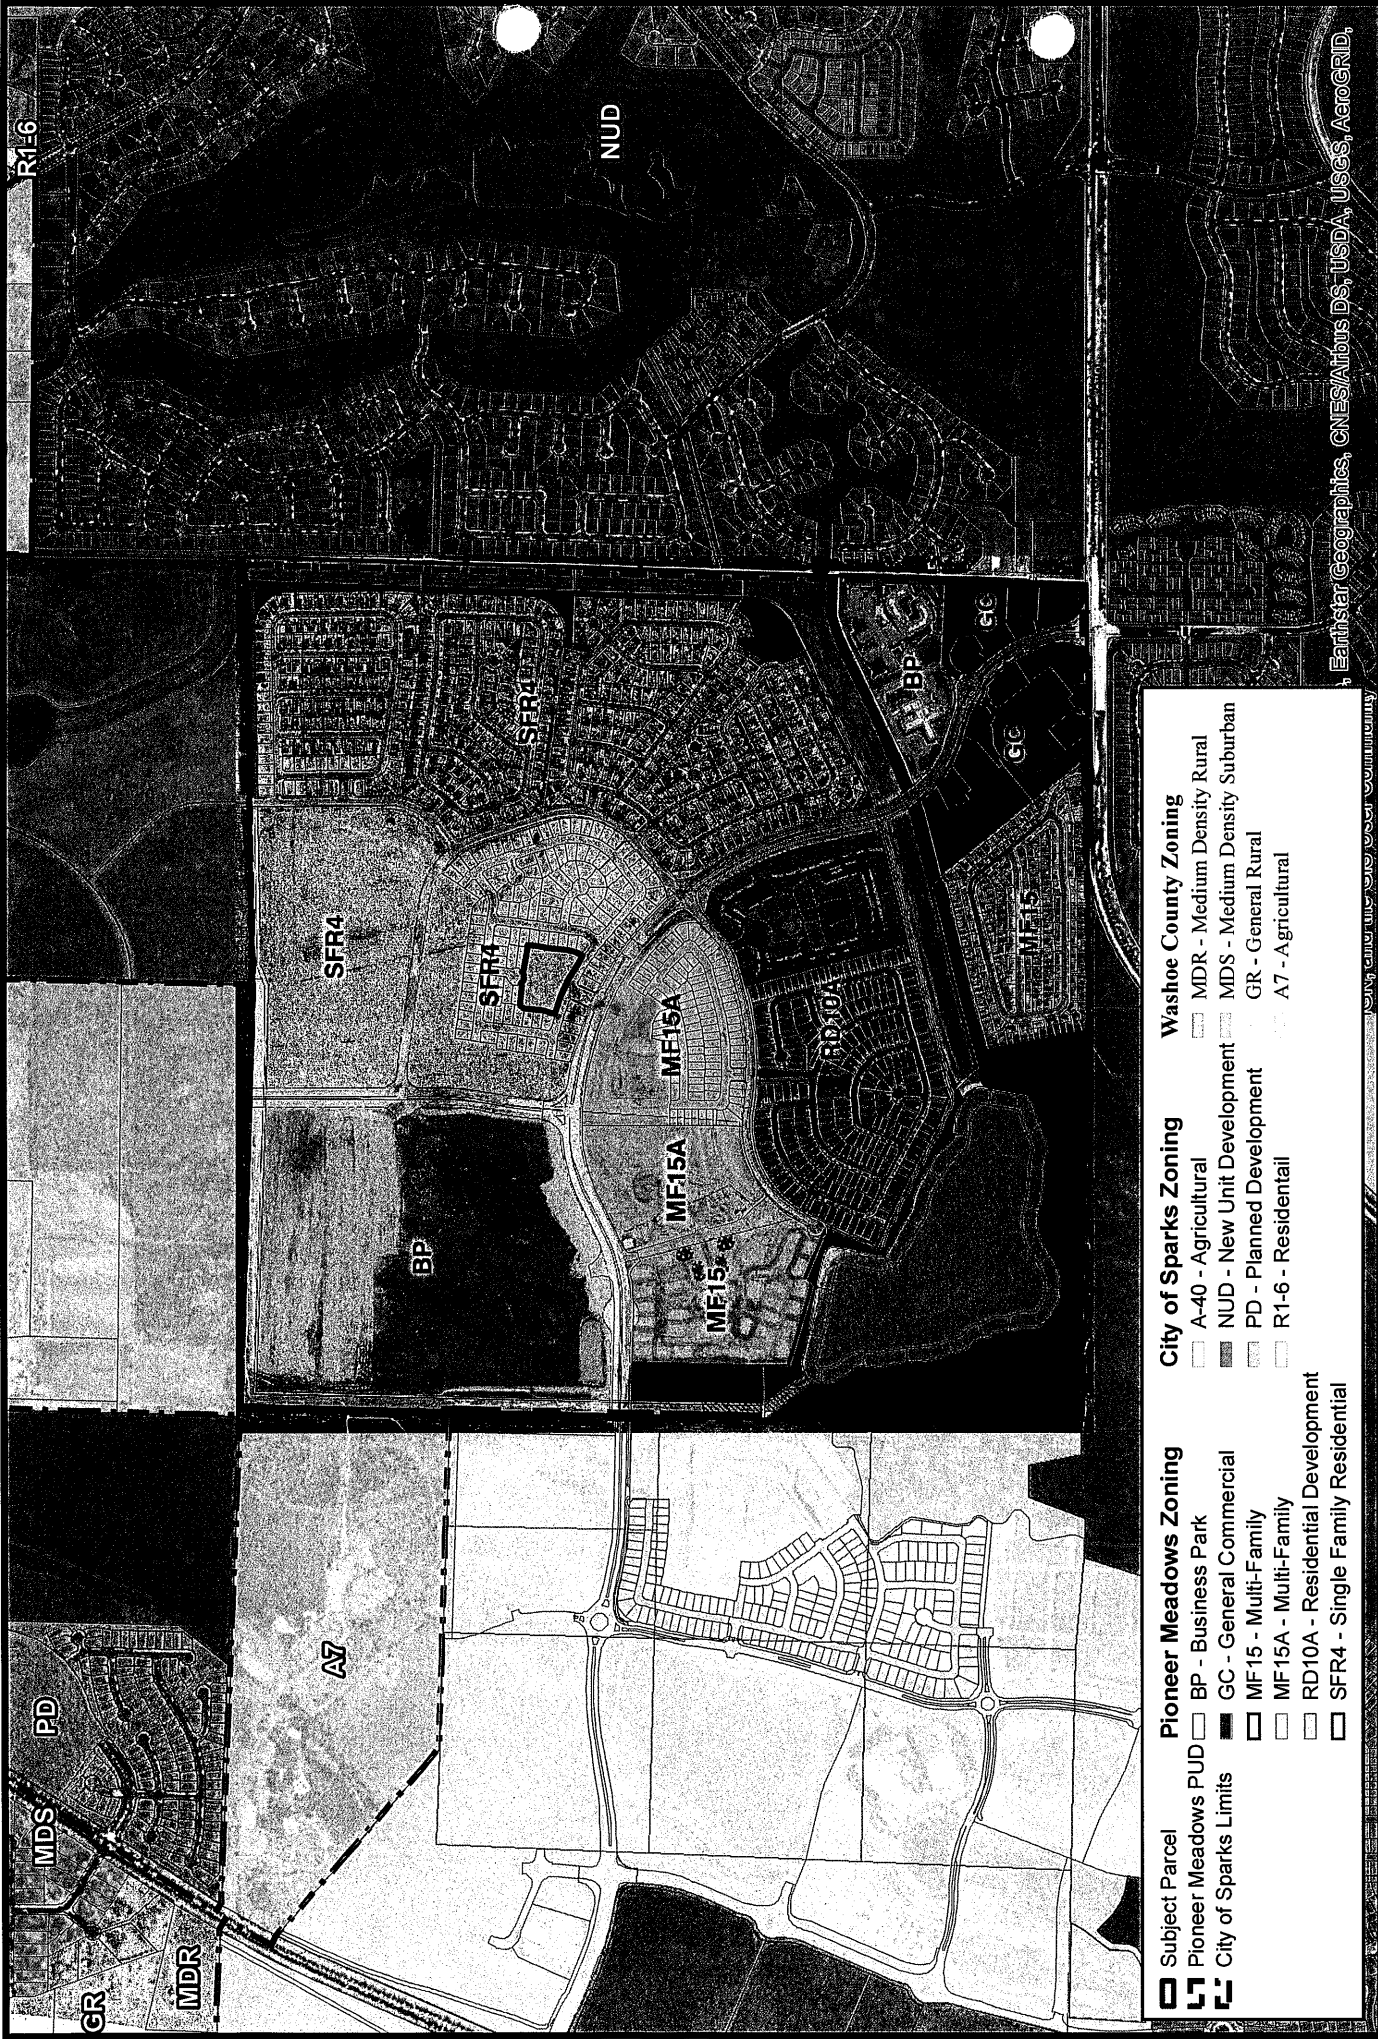 GR
MDR
MDS
PD
A7
R1-6
NUD
SFR4
SFR4
SFR4
BP
MF15A
MF15A
MF15
RD10A
BP
GC
GC
MF15
, Earthstar Geographics, CNES/Airbus DS, USDA, USGS, AeroGRID,
Subject Parcel
Pioneer Meadows PUD
City of Sparks Limits
Pioneer Meadows Zoning
BP - Business Park
GC - General Commercial
MF15 - Multi-Family
MF15A - Multi-Family
RD10A - Residential Development
SFR4 - Single Family Residential
City of Sparks Zoning
A-40 - Agricultural
NUD - New Unit Development
PD - Planned Development
R1-6 - Residentail
Washoe County Zoning
MDR - Medium Density Rural
MDS - Medium Density Suburban
GR - General Rural
A7 - Agricultural